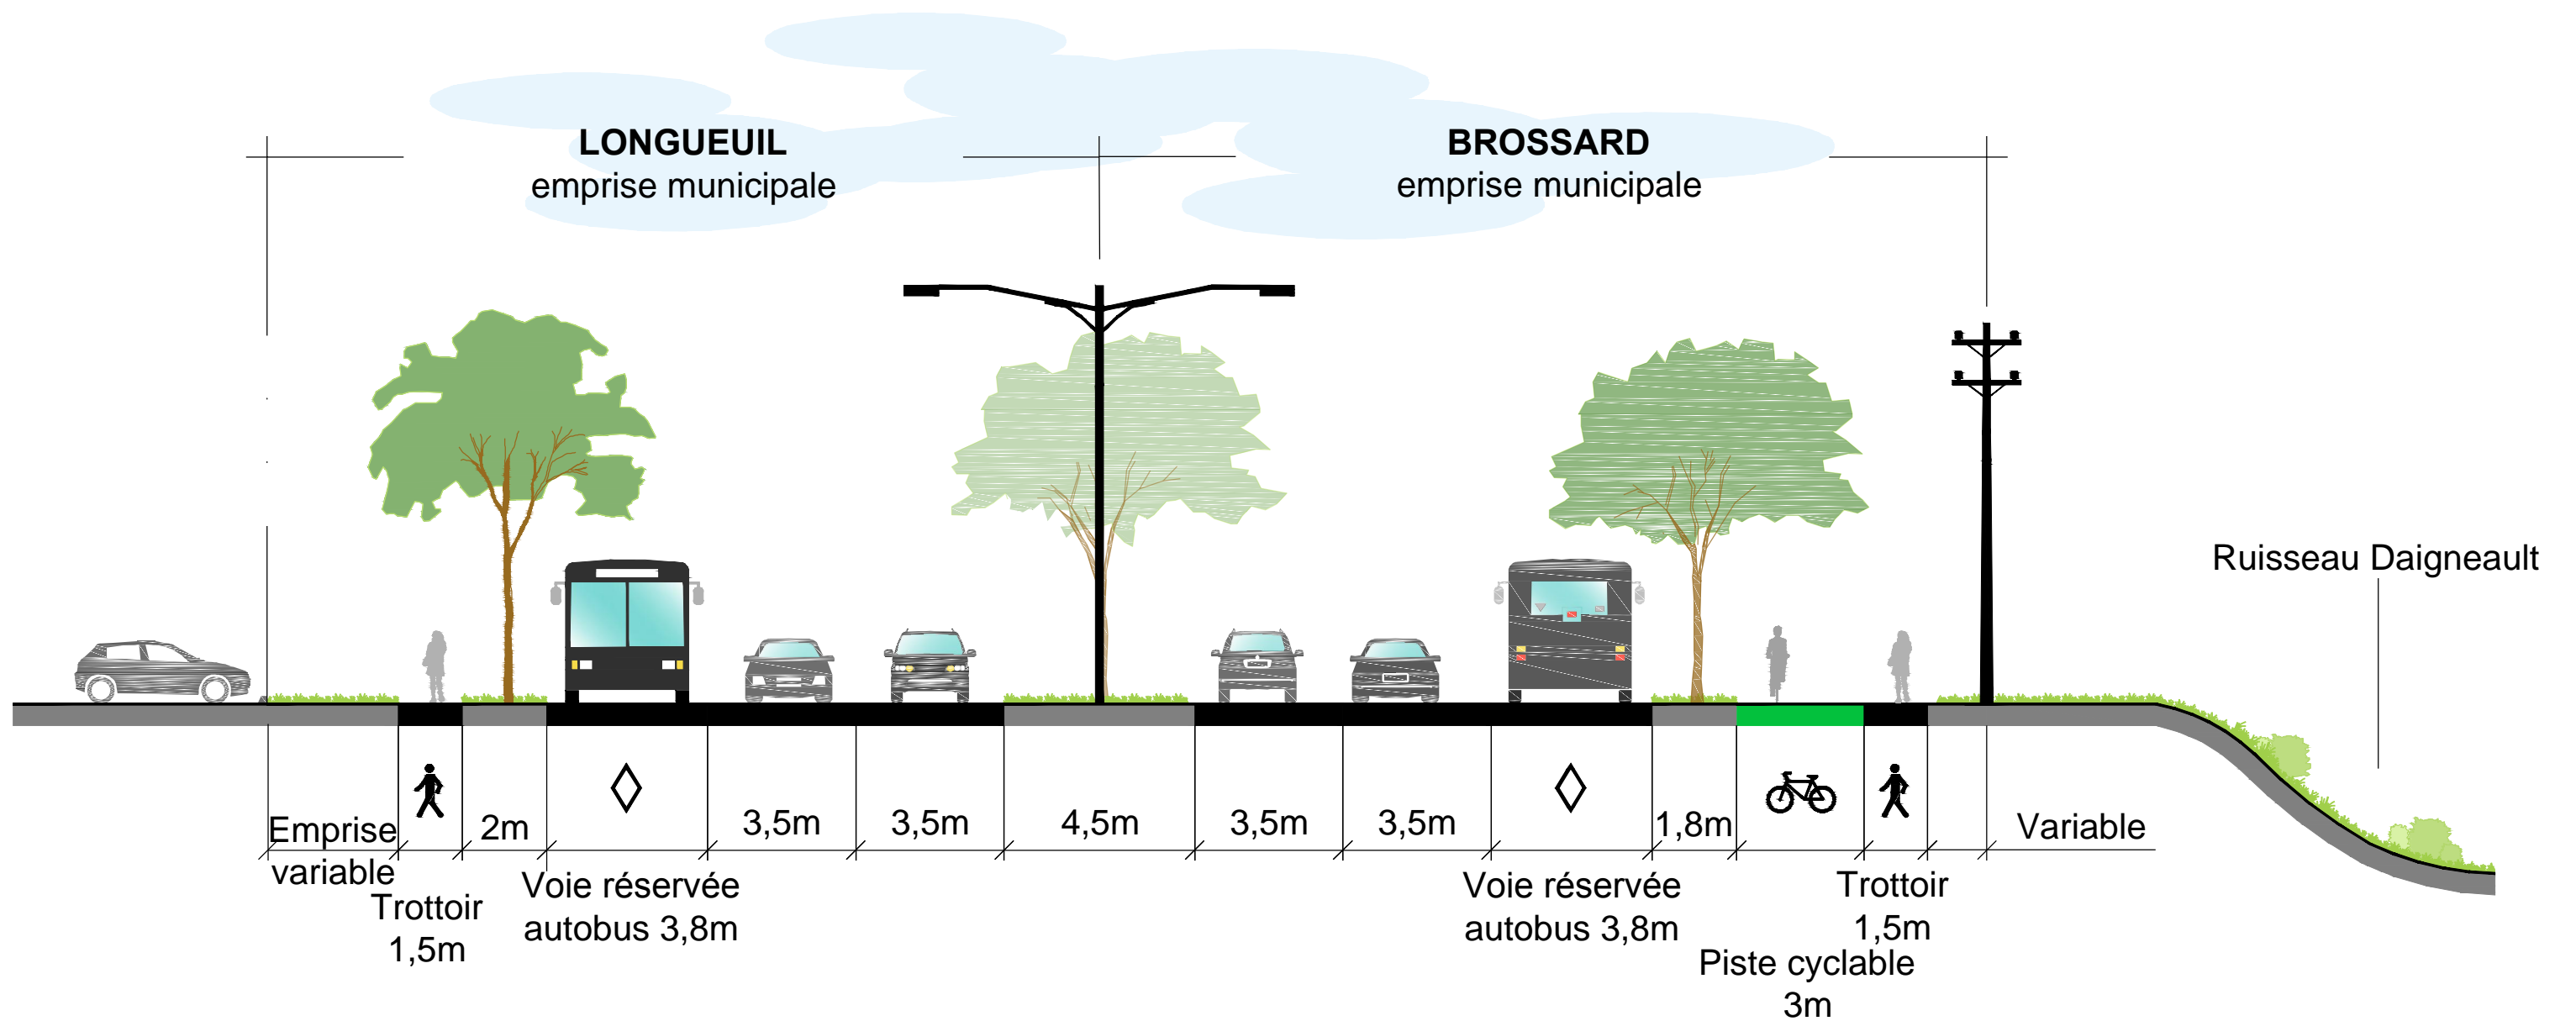 LONGUEUIL
emprise municipale
BROSSARD
emprise municipale
Ruisseau Daigneault
Emprise
variable
Trottoir
1,5m
2m
Voie réservée
autobus 3,8m
3,5m
3,5m
4,5m
3,5m
3,5m
Voie réservée
autobus 3,8m
1,8m
Piste cyclable
3m
Trottoir
1,5m
Variable